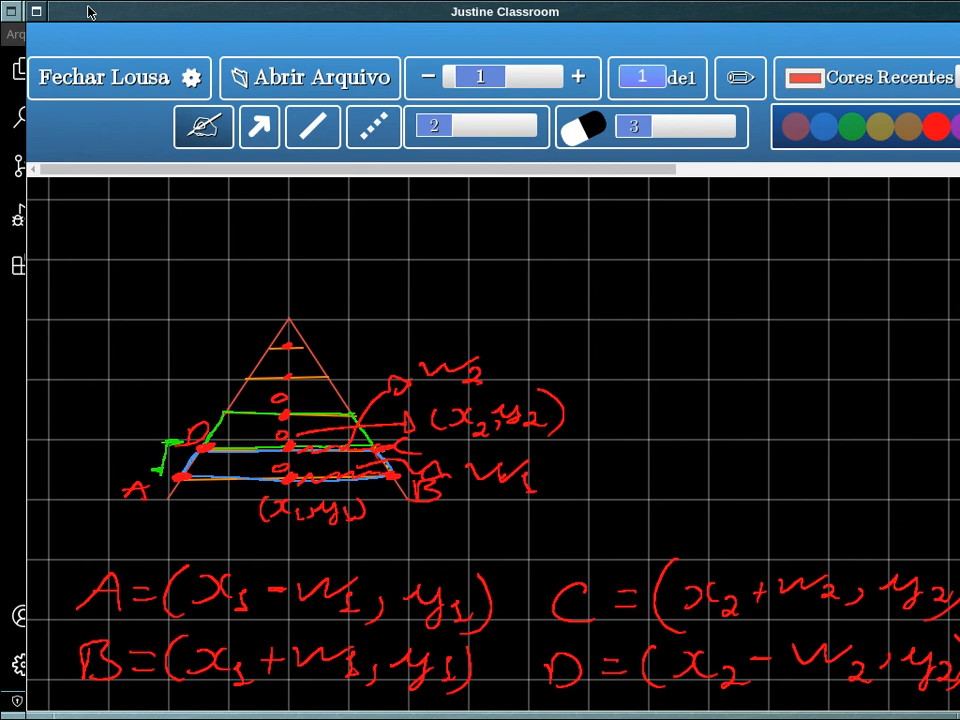 Justine Classroom
Arq
Fechar Lousa
Abrir Arquivo
1
1 de1
Cores Recentes
2
3
W2
D
(x2,y2)
C
W1
A
B
(x1,y1)
A=(x1-W1,y1)
C=(x2+W2,y2)
B=(x1+W1,y1)
D=(x2-W2,y2)